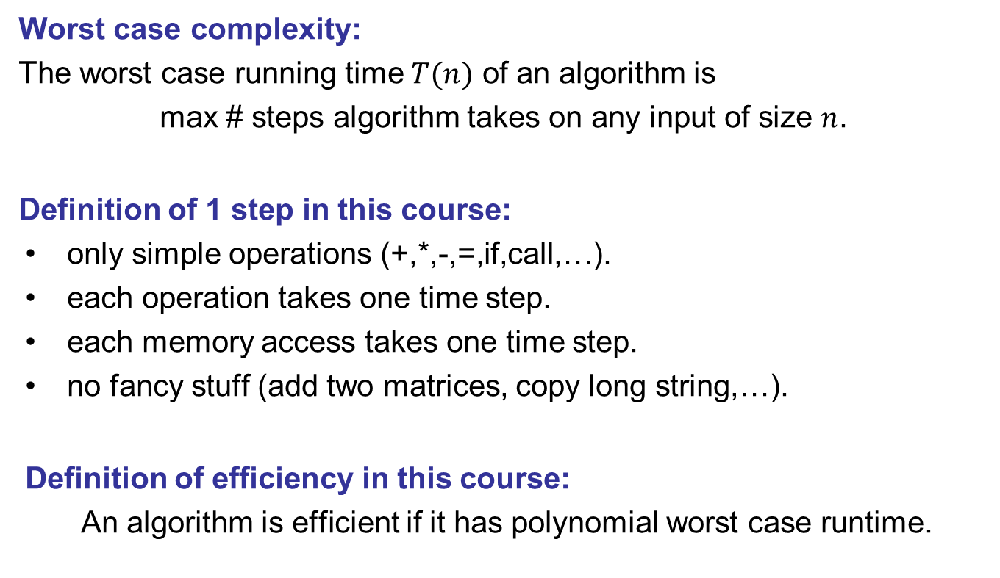 Worst case complexity:
The worst case running time T(n) of an algorithm is
max # steps algorithm takes on any input of size n.
Definition of 1 step in this course:
• only simple operations (+,*,-,=,if,call,…).
• each operation takes one time step.
• each memory access takes one time step.
• no fancy stuff (add two matrices, copy long string,…).
Definition of efficiency in this course:
An algorithm is efficient if it has polynomial worst case runtime.